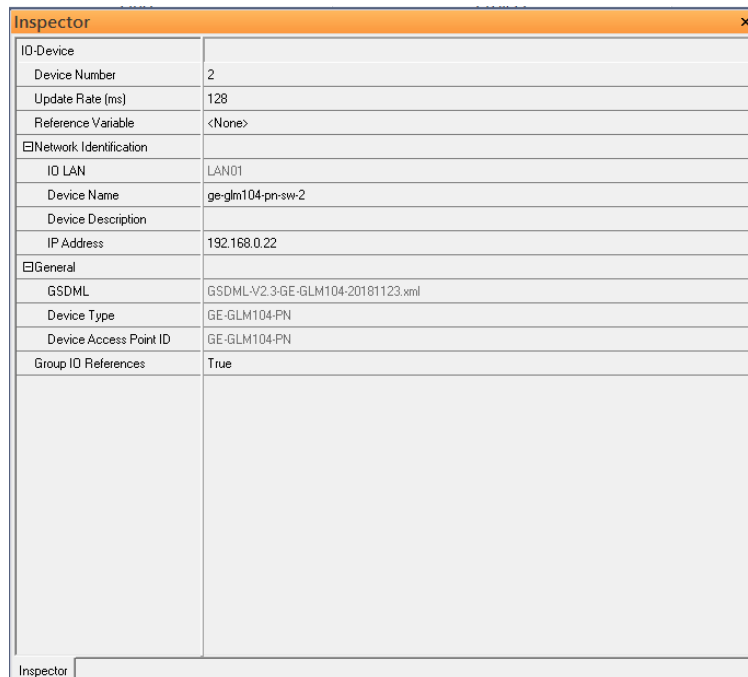 Inspector
IO-Device
Device Number 2
Update Rate (ms) 128
Reference Variable <None>
Network Identification
IO LAN LAN01
Device Name ge-glm104-pn-sw-2
Device Description
IP Address 192.168.0.22
General
GSDML GSDML-V2.3-GE-GLM104-20181123.xml
Device Type GE-GLM104-PN
Device Access Point ID GE-GLM104-PN
Group IO References True
Inspector